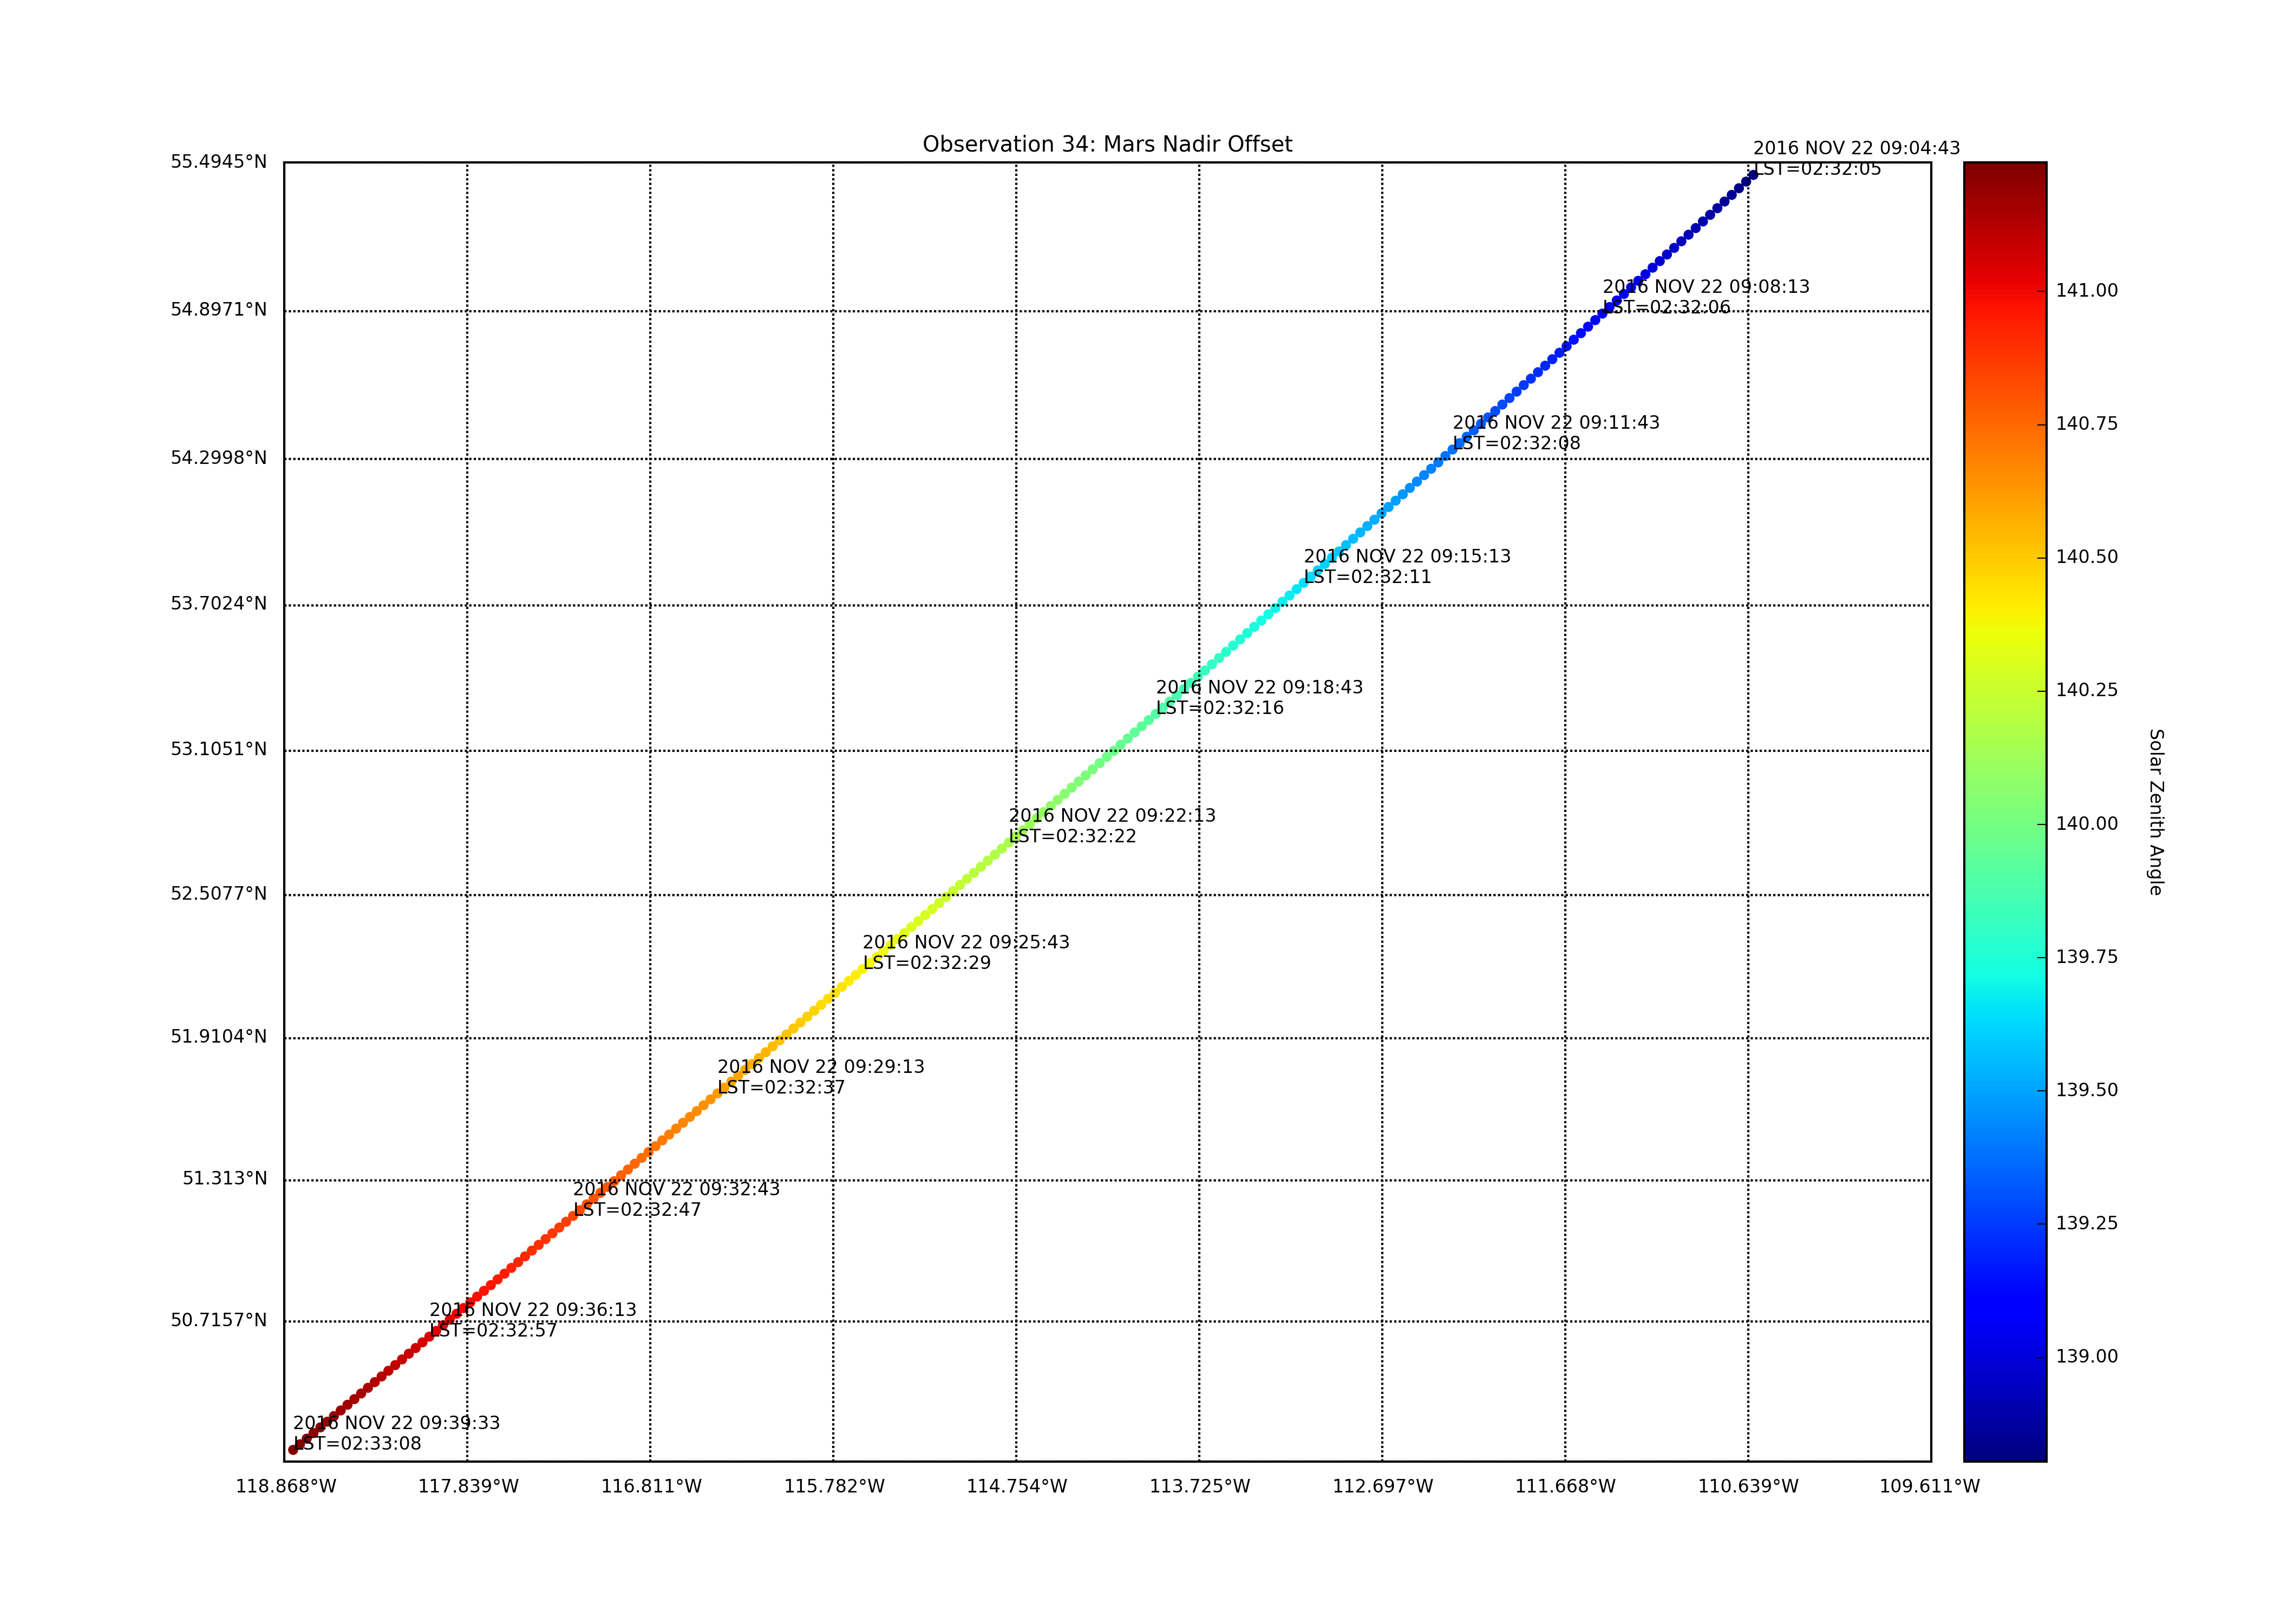 Observation 34: Mars Nadir Offset
2016 NOV 22 09:04:43
LST=02:32:05
2016 NOV 22 09:08:13
LST=02:32:06
2016 NOV 22 09:11:43
LST=02:32:08
2016 NOV 22 09:15:13
LST=02:32:11
2016 NOV 22 09:18:43
LST=02:32:16
2016 NOV 22 09:22:13
LST=02:32:22
2016 NOV 22 09:25:43
LST=02:32:29
2016 NOV 22 09:29:13
LST=02:32:37
2016 NOV 22 09:32:43
LST=02:32:47
2016 NOV 22 09:36:13
LST=02:32:57
2016 NOV 22 09:39:33
LST=02:33:08
55.4945°N
54.8971°N
54.2998°N
53.7024°N
53.1051°N
52.5077°N
51.9104°N
51.313°N
50.7157°N
118.868°W
117.839°W
116.811°W
115.782°W
114.754°W
113.725°W
112.697°W
111.668°W
110.639°W
109.611°W
141.00
140.75
140.50
140.25
140.00
139.75
139.50
139.25
139.00
Solar Zenith Angle